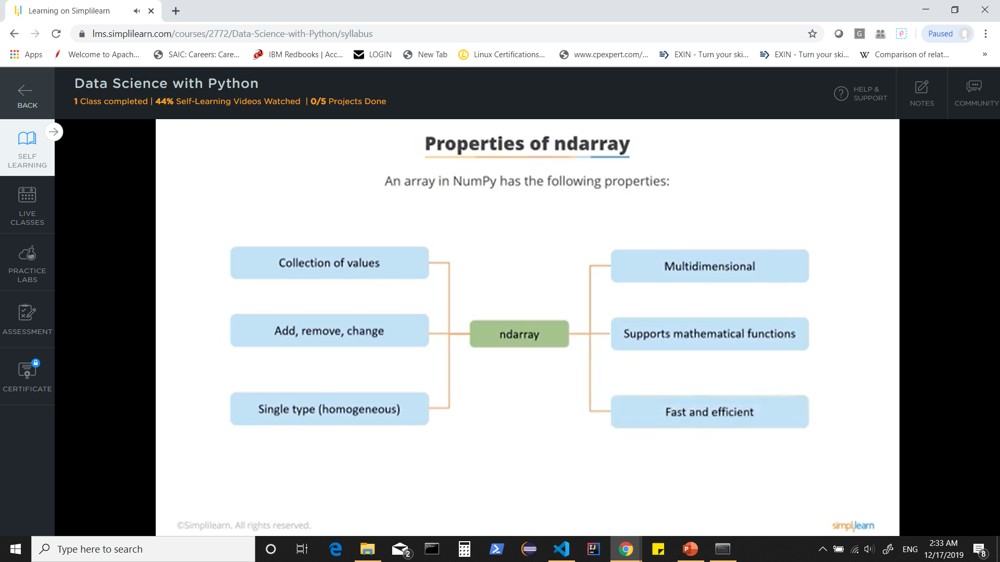 Learning on Simplilearn
lms.simplilearn.com/courses/2772/Data-Science-with-Python/syllabus
Paused
Apps
Welcome to Apach...
SAIC: Careers: Care...
IBM Redbooks | Acc...
LOGIN
New Tab
Linux Certifications...
www.cpexpert.com/...
EXIN - Turn your ski...
EXIN - Turn your ski...
Comparison of relat...
»
BACK
Data Science with Python
1 Class completed | 44% Self-Learning Videos Watched | 0/5 Projects Done
HELP &
SUPPORT
NOTES
COMMUNITY
SELF
LEARNING
LIVE
CLASSES
PRACTICE
LABS
ASSESSMENT
CERTIFICATE
Properties of ndarray
An array in NumPy has the following properties:
Collection of values
Add, remove, change
Single type (homogeneous)
ndarray
Multidimensional
Supports mathematical functions
Fast and efficient
©Simplilearn. All rights reserved.
simplilearn
Type here to search
2
ENG
2:33 AM
12/17/2019
8